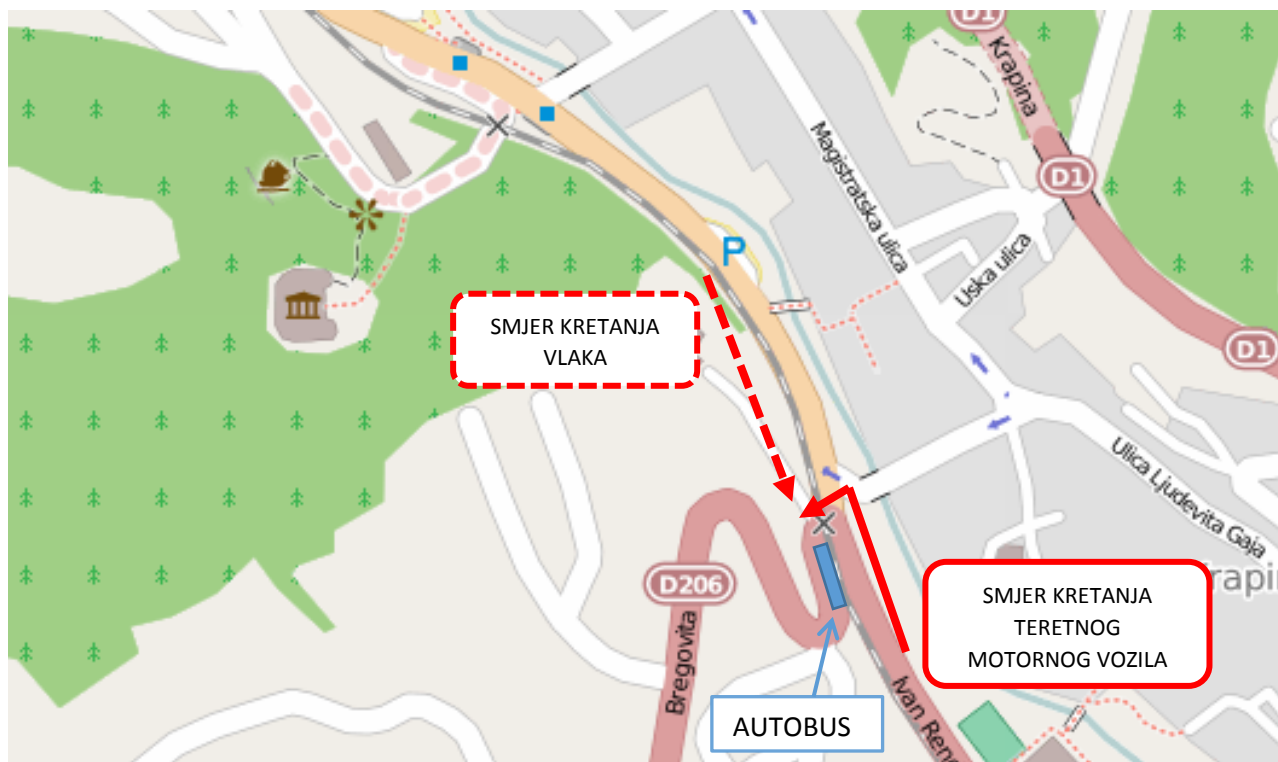 D1
Krapina
D1
Magistratska ulica
Uska ulica
P
D1
SMJER KRETANJA
VLAKA
Ulica Ljudevita Gaja
D206
Bregovita
SMJER KRETANJA
TERETNOG
MOTORNOG VOZILA
Ivan
AUTOBUS